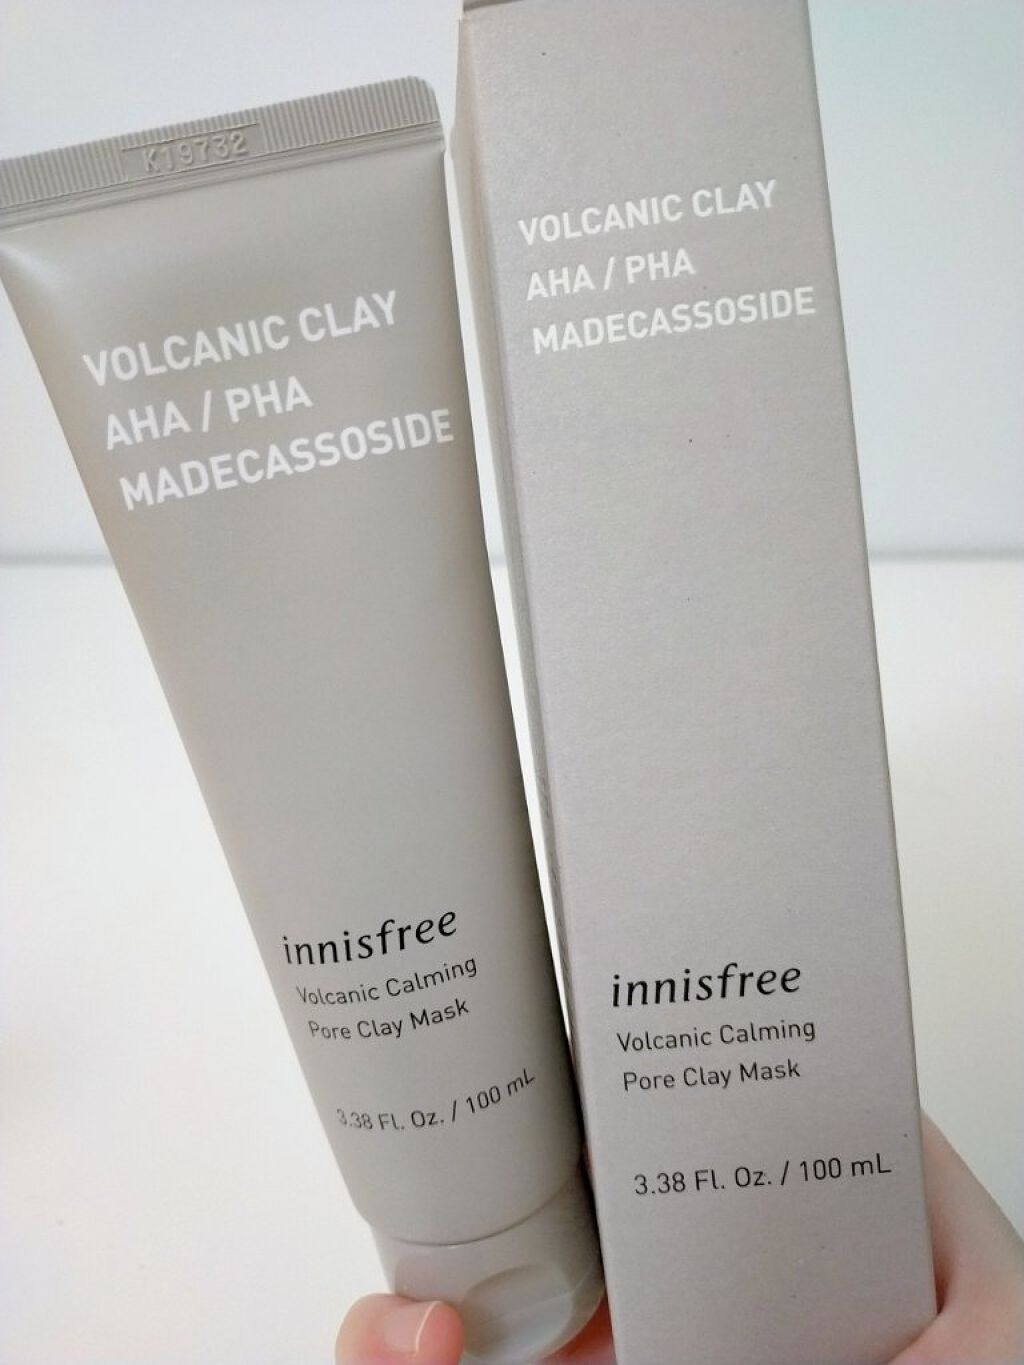 K19732
VOLCANIC CLAY
AHA / PHA
MADECASSOSIDE
innisfree
Volcanic Calming
Pore Clay Mask
3.38 Fl. Oz. / 100 mL
VOLCANIC CLAY
AHA / PHA
MADECASSOSIDE
innisfree
Volcanic Calming
Pore Clay Mask
3.38 Fl. Oz. / 100 mL